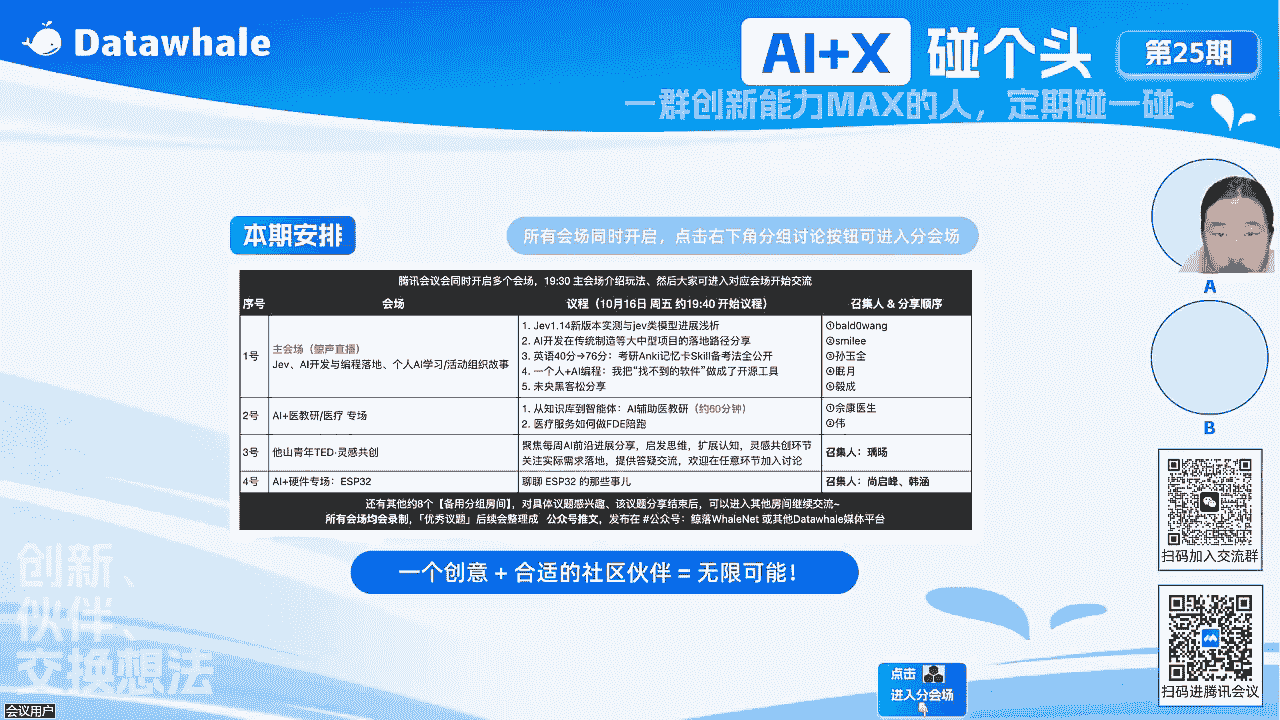 Datawhale
AI+X 碰个头 第25期
一群创新能力MAX的人，定期碰一碰~
本期安排
所有会场同时开启，点击右下角分组讨论按钮可进入分会场
腾讯会议会同时开启多个会场，19:30 主会场介绍玩法、然后大家可进入对应会场开始交流
序号 会场 议程（10月16日 周五 约19:40 开始议程） 召集人 & 分享顺序
1号
主会场（鲸声直播）
Jev、AI开发与编程落地、个人AI学习/活动组织故事
1. Jev1.14新版本实测与jev类模型进展浅析
2. AI开发在传统制造等大中型项目的落地路径分享
3. 英语40分→76分：考研Anki记忆卡Skill备考法全公开
4. 一个人+AI编程：我把“找不到的软件”做成了开源工具
5. 未央黑客松分享
①bald0wang
②smilee
③孙玉全
④眠月
⑤毅成
2号 AI+医教研/医疗 专场
1. 从知识库到智能体：AI辅助医教研（约60分钟）
2. 医疗服务如何做FDE陪跑
①佘康医生
②伟
3号 他山青年TED·灵感共创
聚焦每周AI前沿进展分享，启发思维，扩展认知，灵感共创环节
关注实际需求落地，提供答疑交流，欢迎在任意环节加入讨论
召集人：瑀旸
4号 AI+硬件专场：ESP32 聊聊 ESP32 的那些事儿 召集人：尚启峰、韩涵
还有其他约8个【备用分组房间】，对具体议题感兴趣、该议题分享结束后，可以进入其他房间继续交流~
所有会场均会录制，「优秀议题」后续会整理成 公众号推文，发布在 #公众号：鲸落WhaleNet 或其他Datawhale媒体平台
一个创意 + 合适的社区伙伴 = 无限可能！
A
B
扫码加入交流群
扫码进腾讯会议
创新、
伙伴、
交换想法
点击
进入分会场
会议用户